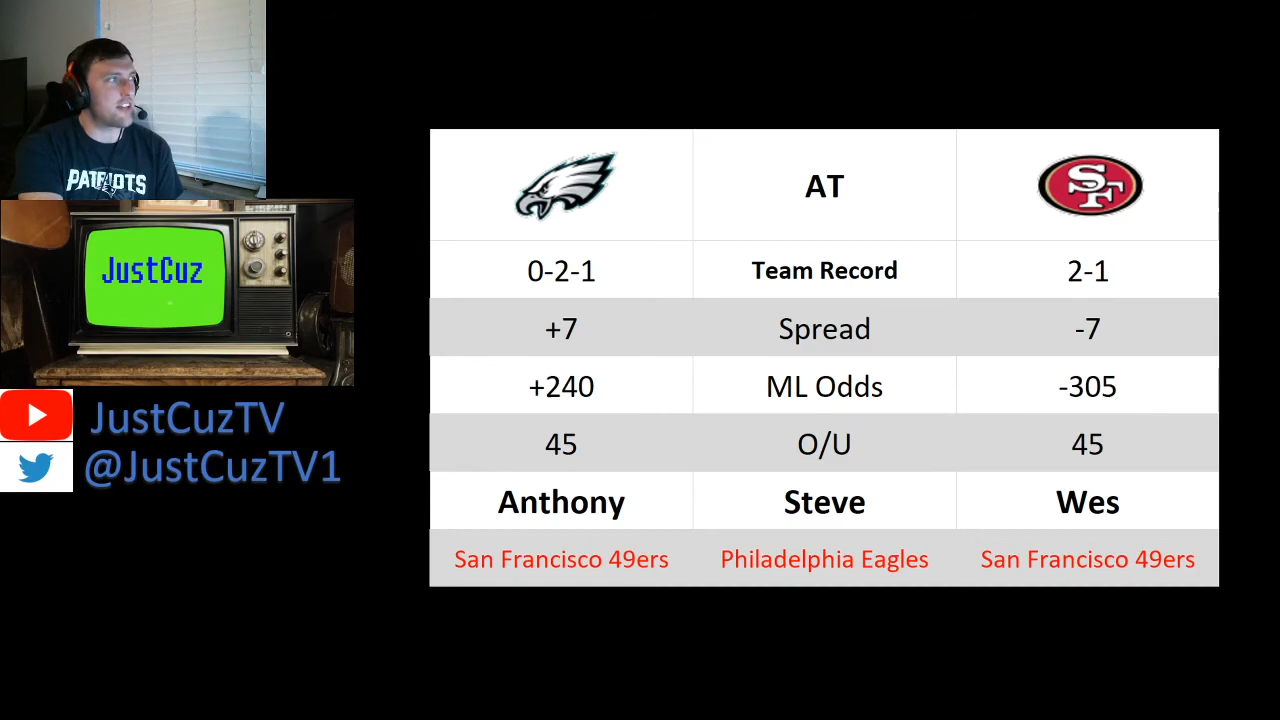 PATRIOTS
JustCuz
JustCuzTV
@JustCuzTV1
AT
SF
0-2-1 Team Record 2-1
+7 Spread -7
+240 ML Odds -305
45 O/U 45
Anthony Steve Wes
San Francisco 49ers Philadelphia Eagles San Francisco 49ers